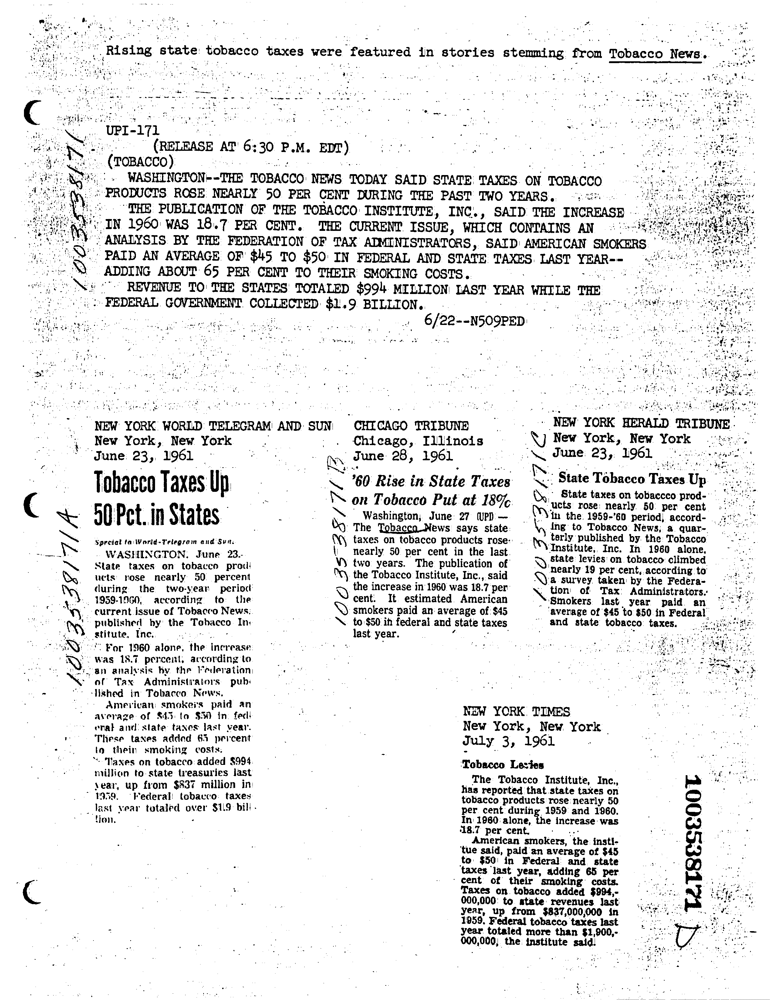 Rising state tobacco taxes were featured in stories stemming from Tobacco News.
UPI-171
(RELEASE AT 6:30 P.M. EDT)
(TOBACCO)
WASHINGTON--THE TOBACCO NEWS TODAY SAID STATE TAXES ON TOBACCO
PRODUCTS ROSE NEARLY 50 PER CENT DURING THE PAST TWO YEARS.
THE PUBLICATION OF THE TOBACCO INSTITUTE, INC., SAID THE INCREASE
IN 1960 WAS 18.7 PER CENT. THE CURRENT ISSUE, WHICH CONTAINS AN
ANALYSIS BY THE FEDERATION OF TAX ADMINISTRATORS, SAID AMERICAN SMOKERS
PAID AN AVERAGE OF $45 TO $50 IN FEDERAL AND STATE TAXES LAST YEAR--
ADDING ABOUT 65 PER CENT TO THEIR SMOKING COSTS.
REVENUE TO THE STATES TOTALED $994 MILLION LAST YEAR WHILE THE
FEDERAL GOVERNMENT COLLECTED $1.9 BILLION.
6/22--N509PED
1003538171
NEW YORK WORLD TELEGRAM AND SUN
New York, New York
June 23, 1961
Tobacco Taxes Up
50 Pct. in States
Special to World-Telegram and Sun.
WASHINGTON, June 23.-
State taxes on tobacco prod-
ucts rose nearly 50 percent
during the two-year period
1959-1960, according to the
current issue of Tobacco News,
published by the Tobacco In-
stitute, Inc.
For 1960 alone, the increase
was 18.7 percent, according to
an analysis by the Federation
of Tax Administrators pub-
lished in Tobacco News.
American smokers paid an
average of $45 to $50 in fed-
eral and state taxes last year.
These taxes added 65 percent
to their smoking costs.
Taxes on tobacco added $994
million to state treasuries last
year, up from $837 million in
1959. Federal tobacco taxes
last year totaled over $1.9 bil-
lion.
1003538171A
CHICAGO TRIBUNE
Chicago, Illinois
June 28, 1961
'60 Rise in State Taxes
on Tobacco Put at 18%
Washington, June 27 (UPI) —
The Tobacco News says state
taxes on tobacco products rose
nearly 50 per cent in the last
two years. The publication of
the Tobacco Institute, Inc., said
the increase in 1960 was 18.7 per
cent. It estimated American
smokers paid an average of $45
to $50 in federal and state taxes
last year.
1003538171B
NEW YORK HERALD TRIBUNE
New York, New York
June 23, 1961
State Tobacco Taxes Up
State taxes on tobaccco prod-
ucts rose nearly 50 per cent
in the 1959-'60 period, accord-
ing to Tobacco News, a quar-
terly published by the Tobacco
Institute, Inc. In 1960 alone,
state levies on tobacco climbed
nearly 19 per cent, according to
a survey taken by the Federa-
tion of Tax Administrators.
Smokers last year paid an
average of $45 to $50 in Federal
and state tobacco taxes.
1003538171C
NEW YORK TIMES
New York, New York
July 3, 1961
Tobacco Levies
The Tobacco Institute, Inc.,
has reported that state taxes on
tobacco products rose nearly 50
per cent during 1959 and 1960.
In 1960 alone, the increase was
18.7 per cent.
American smokers, the insti-
tue said, paid an average of $45
to $50 in Federal and state
taxes last year, adding 65 per
cent of their smoking costs.
Taxes on tobacco added $994,-
000,000 to state revenues last
year, up from $837,000,000 in
1959. Federal tobacco taxes last
year totaled more than $1,900,-
000,000, the institute said.
1003538171 D